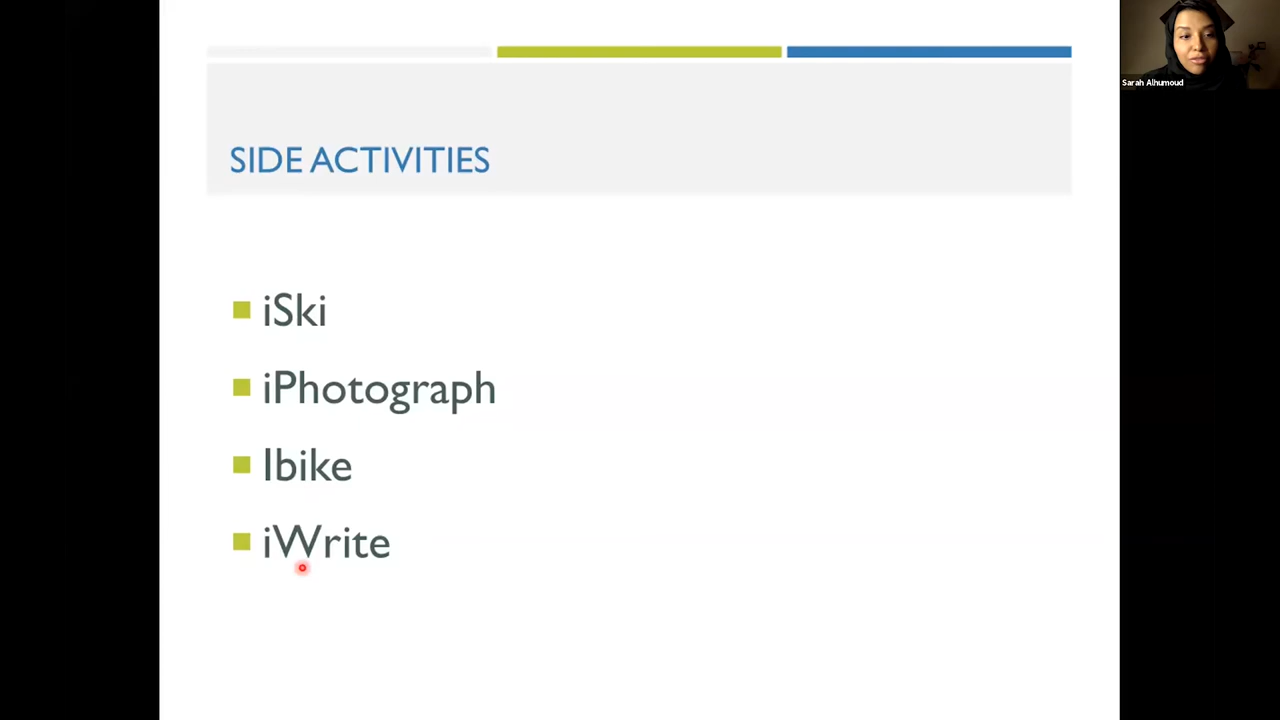 Sarah Alhumoud
SIDE ACTIVITIES
iSki
iPhotograph
Ibike
iWrite